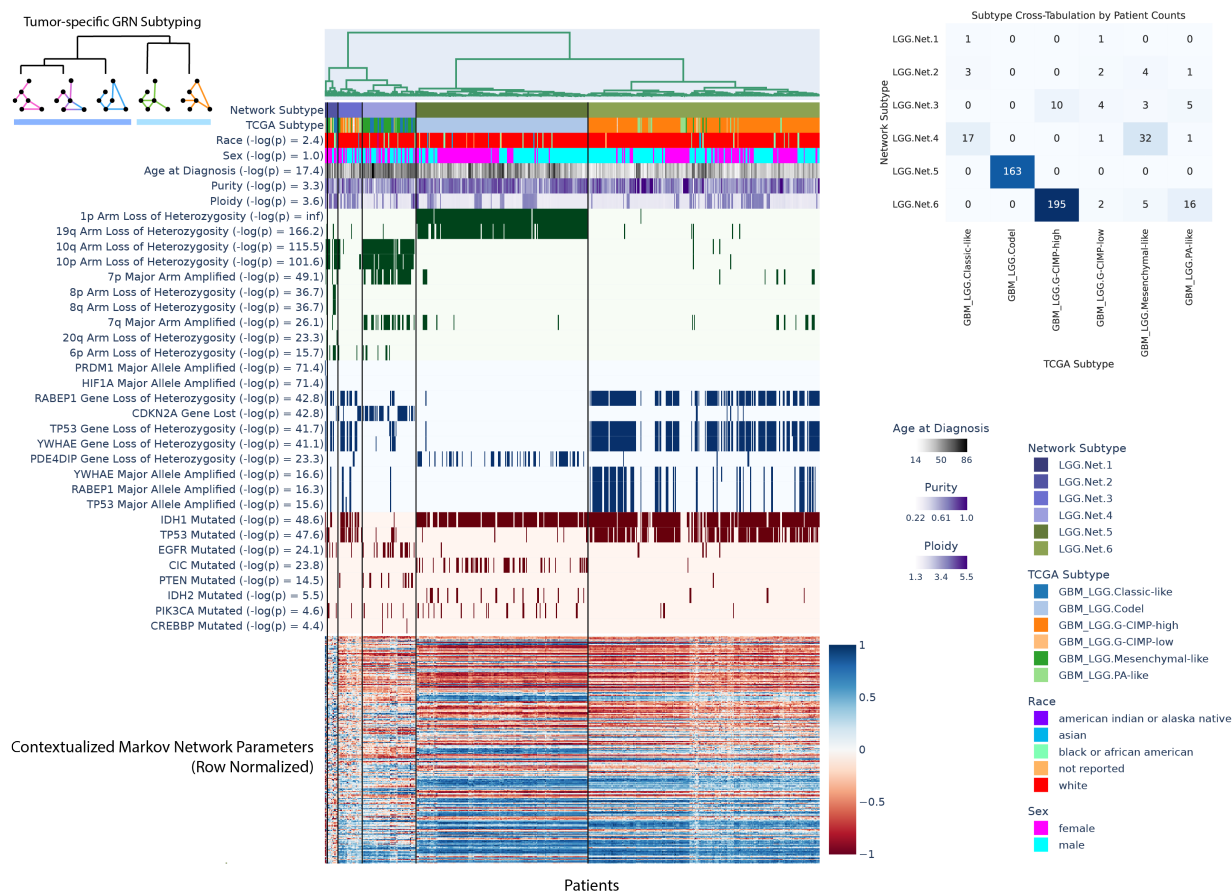 Tumor-specific GRN Subtyping
Network Subtype
TCGA Subtype
Race (-log(p) = 2.4)
Sex (-log(p) = 1.0)
Age at Diagnosis (-log(p) = 17.4)
Purity (-log(p) = 3.3)
Ploidy (-log(p) = 3.6)
1p Arm Loss of Heterozygosity (-log(p) = inf)
19q Arm Loss of Heterozygosity (-log(p) = 166.2)
10q Arm Loss of Heterozygosity (-log(p) = 115.5)
10p Arm Loss of Heterozygosity (-log(p) = 101.6)
7p Major Arm Amplified (-log(p) = 49.1)
8p Arm Loss of Heterozygosity (-log(p) = 36.7)
8q Arm Loss of Heterozygosity (-log(p) = 36.7)
7q Major Arm Amplified (-log(p) = 26.1)
20q Arm Loss of Heterozygosity (-log(p) = 23.3)
6p Arm Loss of Heterozygosity (-log(p) = 15.7)
PRDM1 Major Allele Amplified (-log(p) = 71.4)
HIF1A Major Allele Amplified (-log(p) = 71.4)
RABEP1 Gene Loss of Heterozygosity (-log(p) = 42.8)
CDKN2A Gene Lost (-log(p) = 42.8)
TP53 Gene Loss of Heterozygosity (-log(p) = 41.7)
YWHAE Gene Loss of Heterozygosity (-log(p) = 41.1)
PDE4DIP Gene Loss of Heterozygosity (-log(p) = 23.3)
YWHAE Major Allele Amplified (-log(p) = 16.6)
RABEP1 Major Allele Amplified (-log(p) = 16.3)
TP53 Major Allele Amplified (-log(p) = 15.6)
IDH1 Mutated (-log(p) = 48.6)
TP53 Mutated (-log(p) = 47.6)
EGFR Mutated (-log(p) = 24.1)
CIC Mutated (-log(p) = 23.8)
PTEN Mutated (-log(p) = 14.5)
IDH2 Mutated (-log(p) = 5.5)
PIK3CA Mutated (-log(p) = 4.6)
CREBBP Mutated (-log(p) = 4.4)
Contextualized Markov Network Parameters
(Row Normalized)
Patients
1
0.5
0
−0.5
−1
Subtype Cross-Tabulation by Patient Counts
Network Subtype
LGG.Net.1 1 0 0 1 0 0
LGG.Net.2 3 0 0 2 4 1
LGG.Net.3 0 0 10 4 3 5
LGG.Net.4 17 0 0 1 32 1
LGG.Net.5 0 163 0 0 0 0
LGG.Net.6 0 0 195 2 5 16
GBM_LGG.Classic-like
GBM_LGG.Codel
GBM_LGG.G-CIMP-high
GBM_LGG.G-CIMP-low
GBM_LGG.Mesenchymal-like
GBM_LGG.PA-like
TCGA Subtype
Age at Diagnosis
14 50 86
Purity
0.22 0.61 1.0
Ploidy
1.3 3.4 5.5
Network Subtype
LGG.Net.1
LGG.Net.2
LGG.Net.3
LGG.Net.4
LGG.Net.5
LGG.Net.6
TCGA Subtype
GBM_LGG.Classic-like
GBM_LGG.Codel
GBM_LGG.G-CIMP-high
GBM_LGG.G-CIMP-low
GBM_LGG.Mesenchymal-like
GBM_LGG.PA-like
Race
american indian or alaska native
asian
black or african american
not reported
white
Sex
female
male